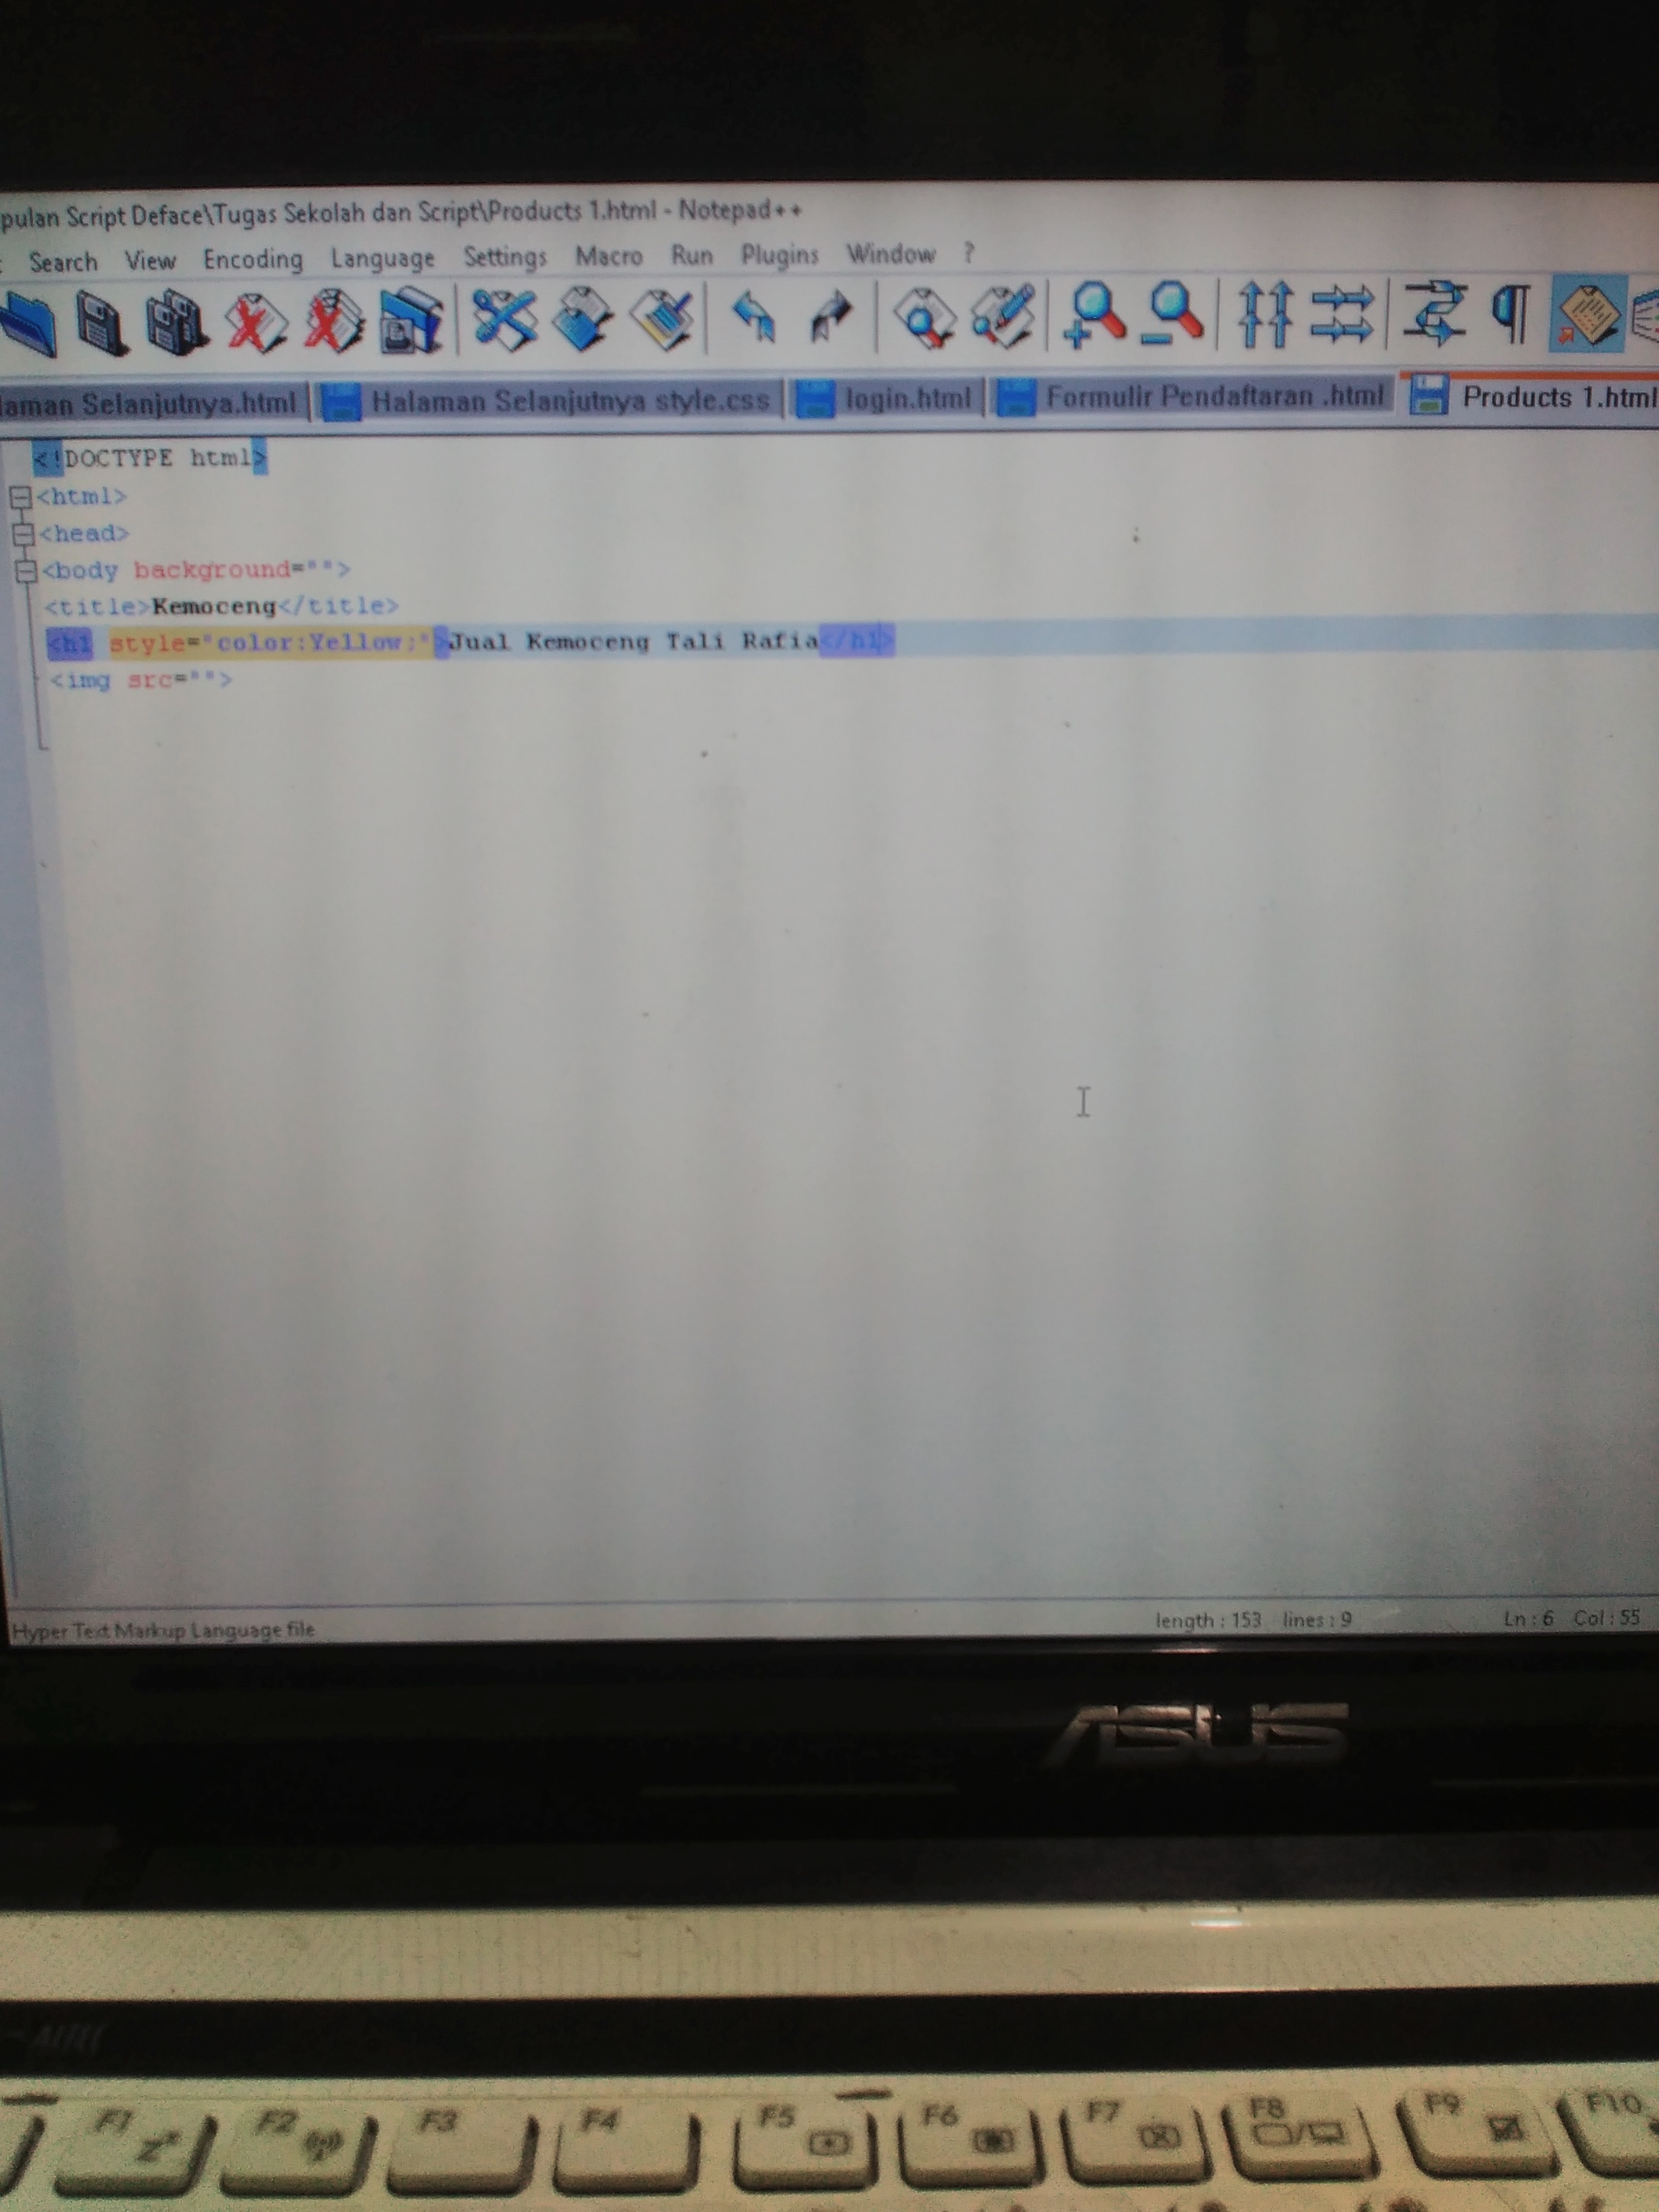 pulan Script Deface\Tugas Sekolah dan Script\Products 1.html - Notepad++
Search View Encoding Language Settings Macro Run Plugins Window ?
laman Selanjutnya.html Halaman Selanjutnya style.css login.html Formulir Pendaftaran .html Products 1.html
<!DOCTYPE html>
<html>
<head>
<body background="">
<title>Kemoceng</title>
<h1 style="color:Yellow;">Jual Kemoceng Tali Rafia</h1>
<img src="">
Hyper Text Markup Language file length : 153 lines : 9 Ln : 6 Col : 55
ASUS
ALTEC
F1 F2 F3 F4 F5 F6 F7 F8 F9 F10